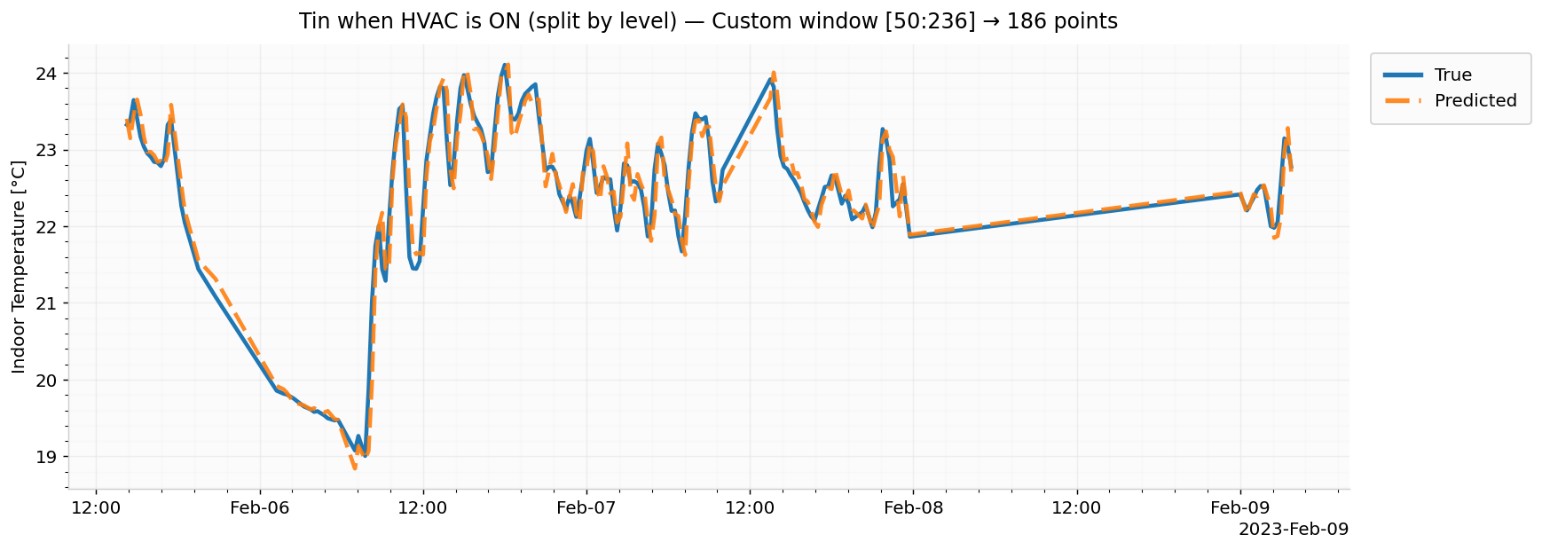 Tin when HVAC is ON (split by level) — Custom window [50:236] → 186 points
True
Predicted
Indoor Temperature [°C]
24
23
22
21
20
19
12:00 Feb-06 12:00 Feb-07 12:00 Feb-08 12:00 Feb-09
2023-Feb-09